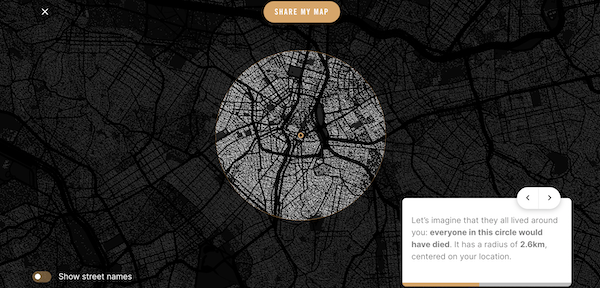 SHARE MY MAP
Let's imagine that they all lived around
you: everyone in this circle would
have died. It has a radius of 2.6km,
centered on your location.
Show street names